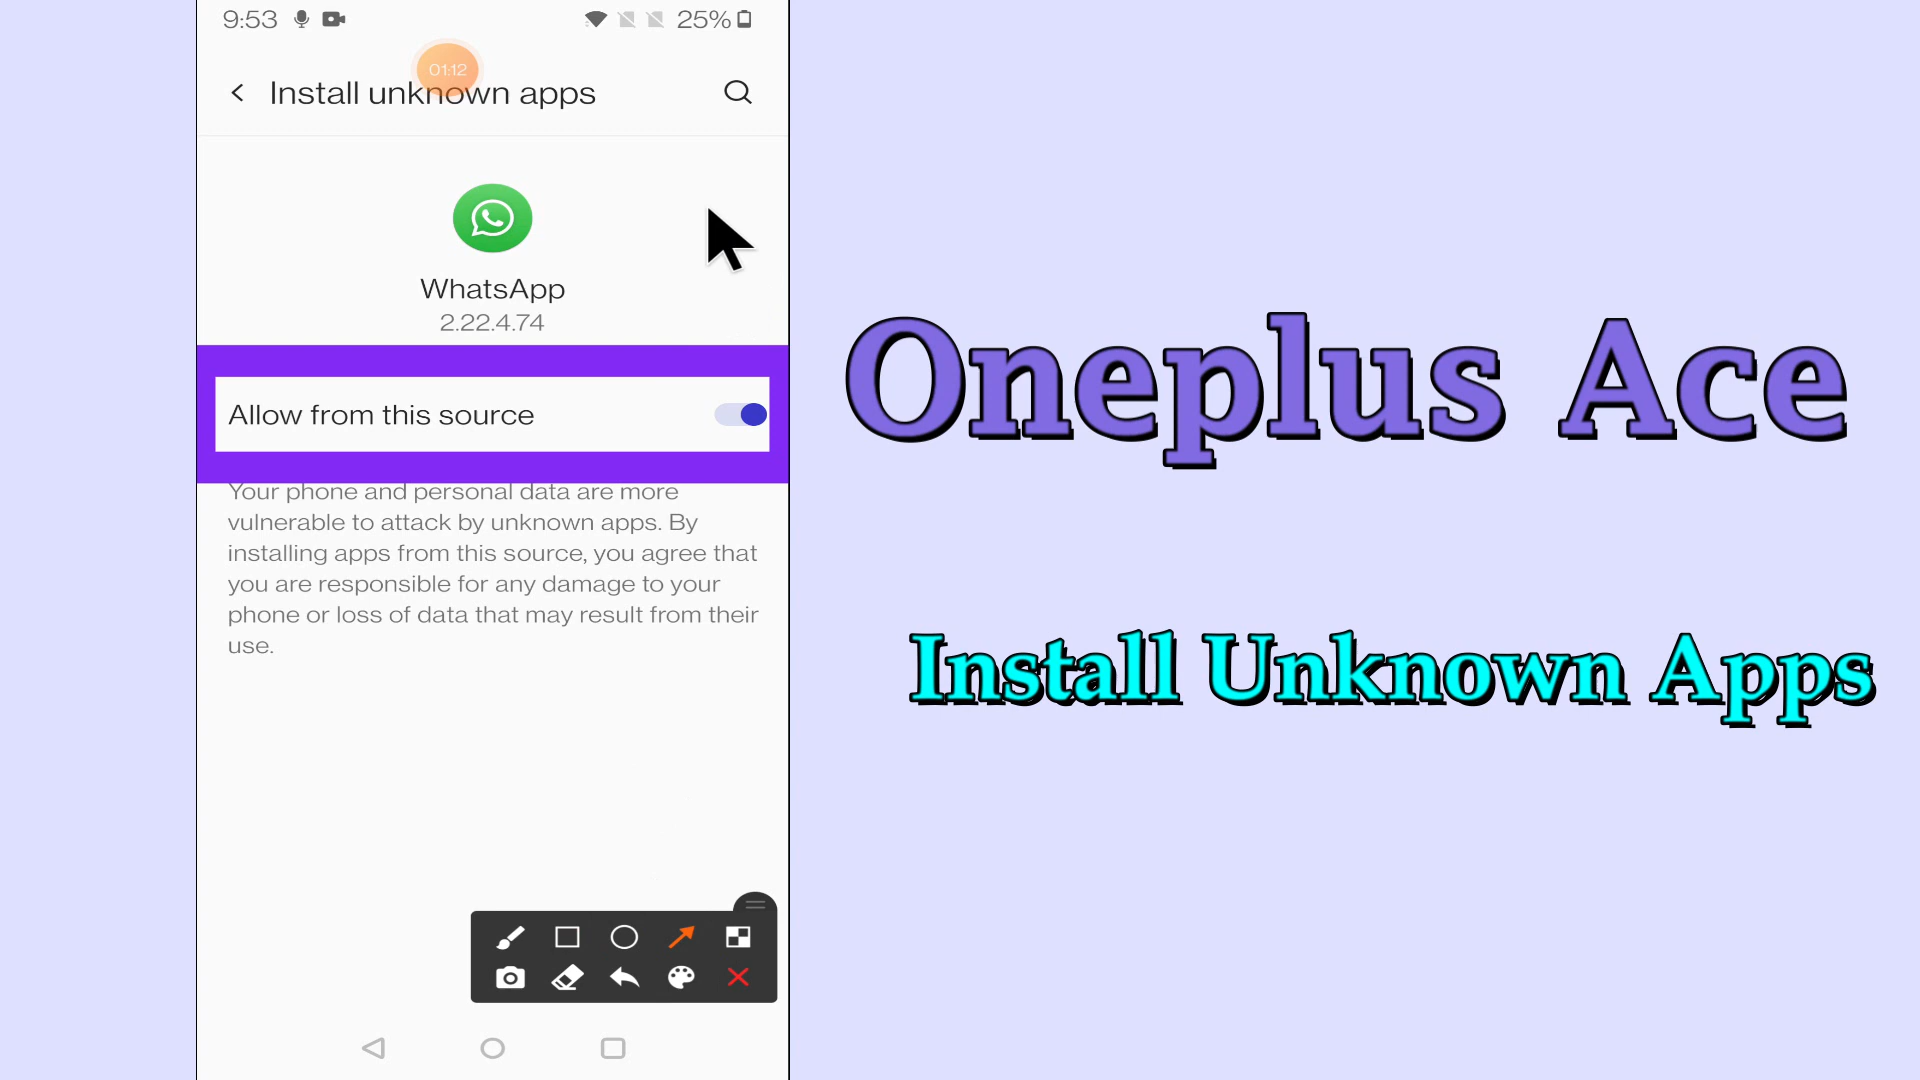 9:53
25%
01:12
Install unknown apps
WhatsApp
2.22.4.74
Allow from this source
Your phone and personal data are more
vulnerable to attack by unknown apps. By
installing apps from this source, you agree that
you are responsible for any damage to your
phone or loss of data that may result from their
use.
Oneplus Ace
Install Unknown Apps